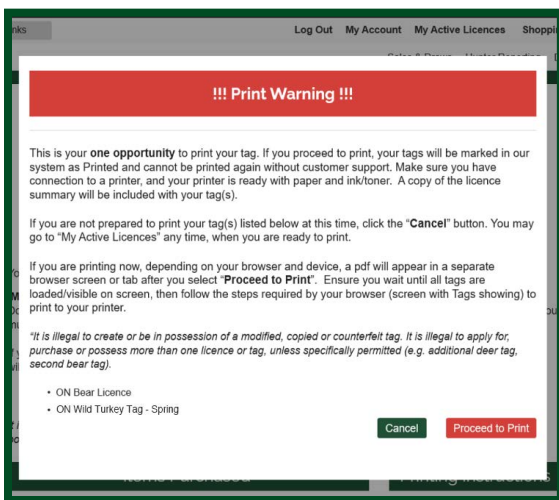 nks
Log Out My Account My Active Licences Shoppi
!!! Print Warning !!!
This is your one opportunity to print your tag. If you proceed to print, your tags will be marked in our
system as Printed and cannot be printed again without customer support. Make sure you have
connection to a printer, and your printer is ready with paper and ink/toner. A copy of the licence
summary will be included with your tag(s).
If you are not prepared to print your tag(s) listed below at this time, click the “Cancel” button. You may
go to “My Active Licences” any time, when you are ready to print.
If you are printing now, depending on your browser and device, a pdf will appear in a separate
browser screen or tab after you select “Proceed to Print”. Ensure you wait until all tags are
loaded/visible on screen, then follow the steps required by your browser (screen with Tags showing) to
print to your printer.
“It is illegal to create or be in possession of a modified, copied or counterfeit tag. It is illegal to apply for,
purchase or possess more than one licence or tag, unless specifically permitted (e.g. additional deer tag,
second bear tag).
• ON Bear Licence
• ON Wild Turkey Tag - Spring
Cancel Proceed to Print